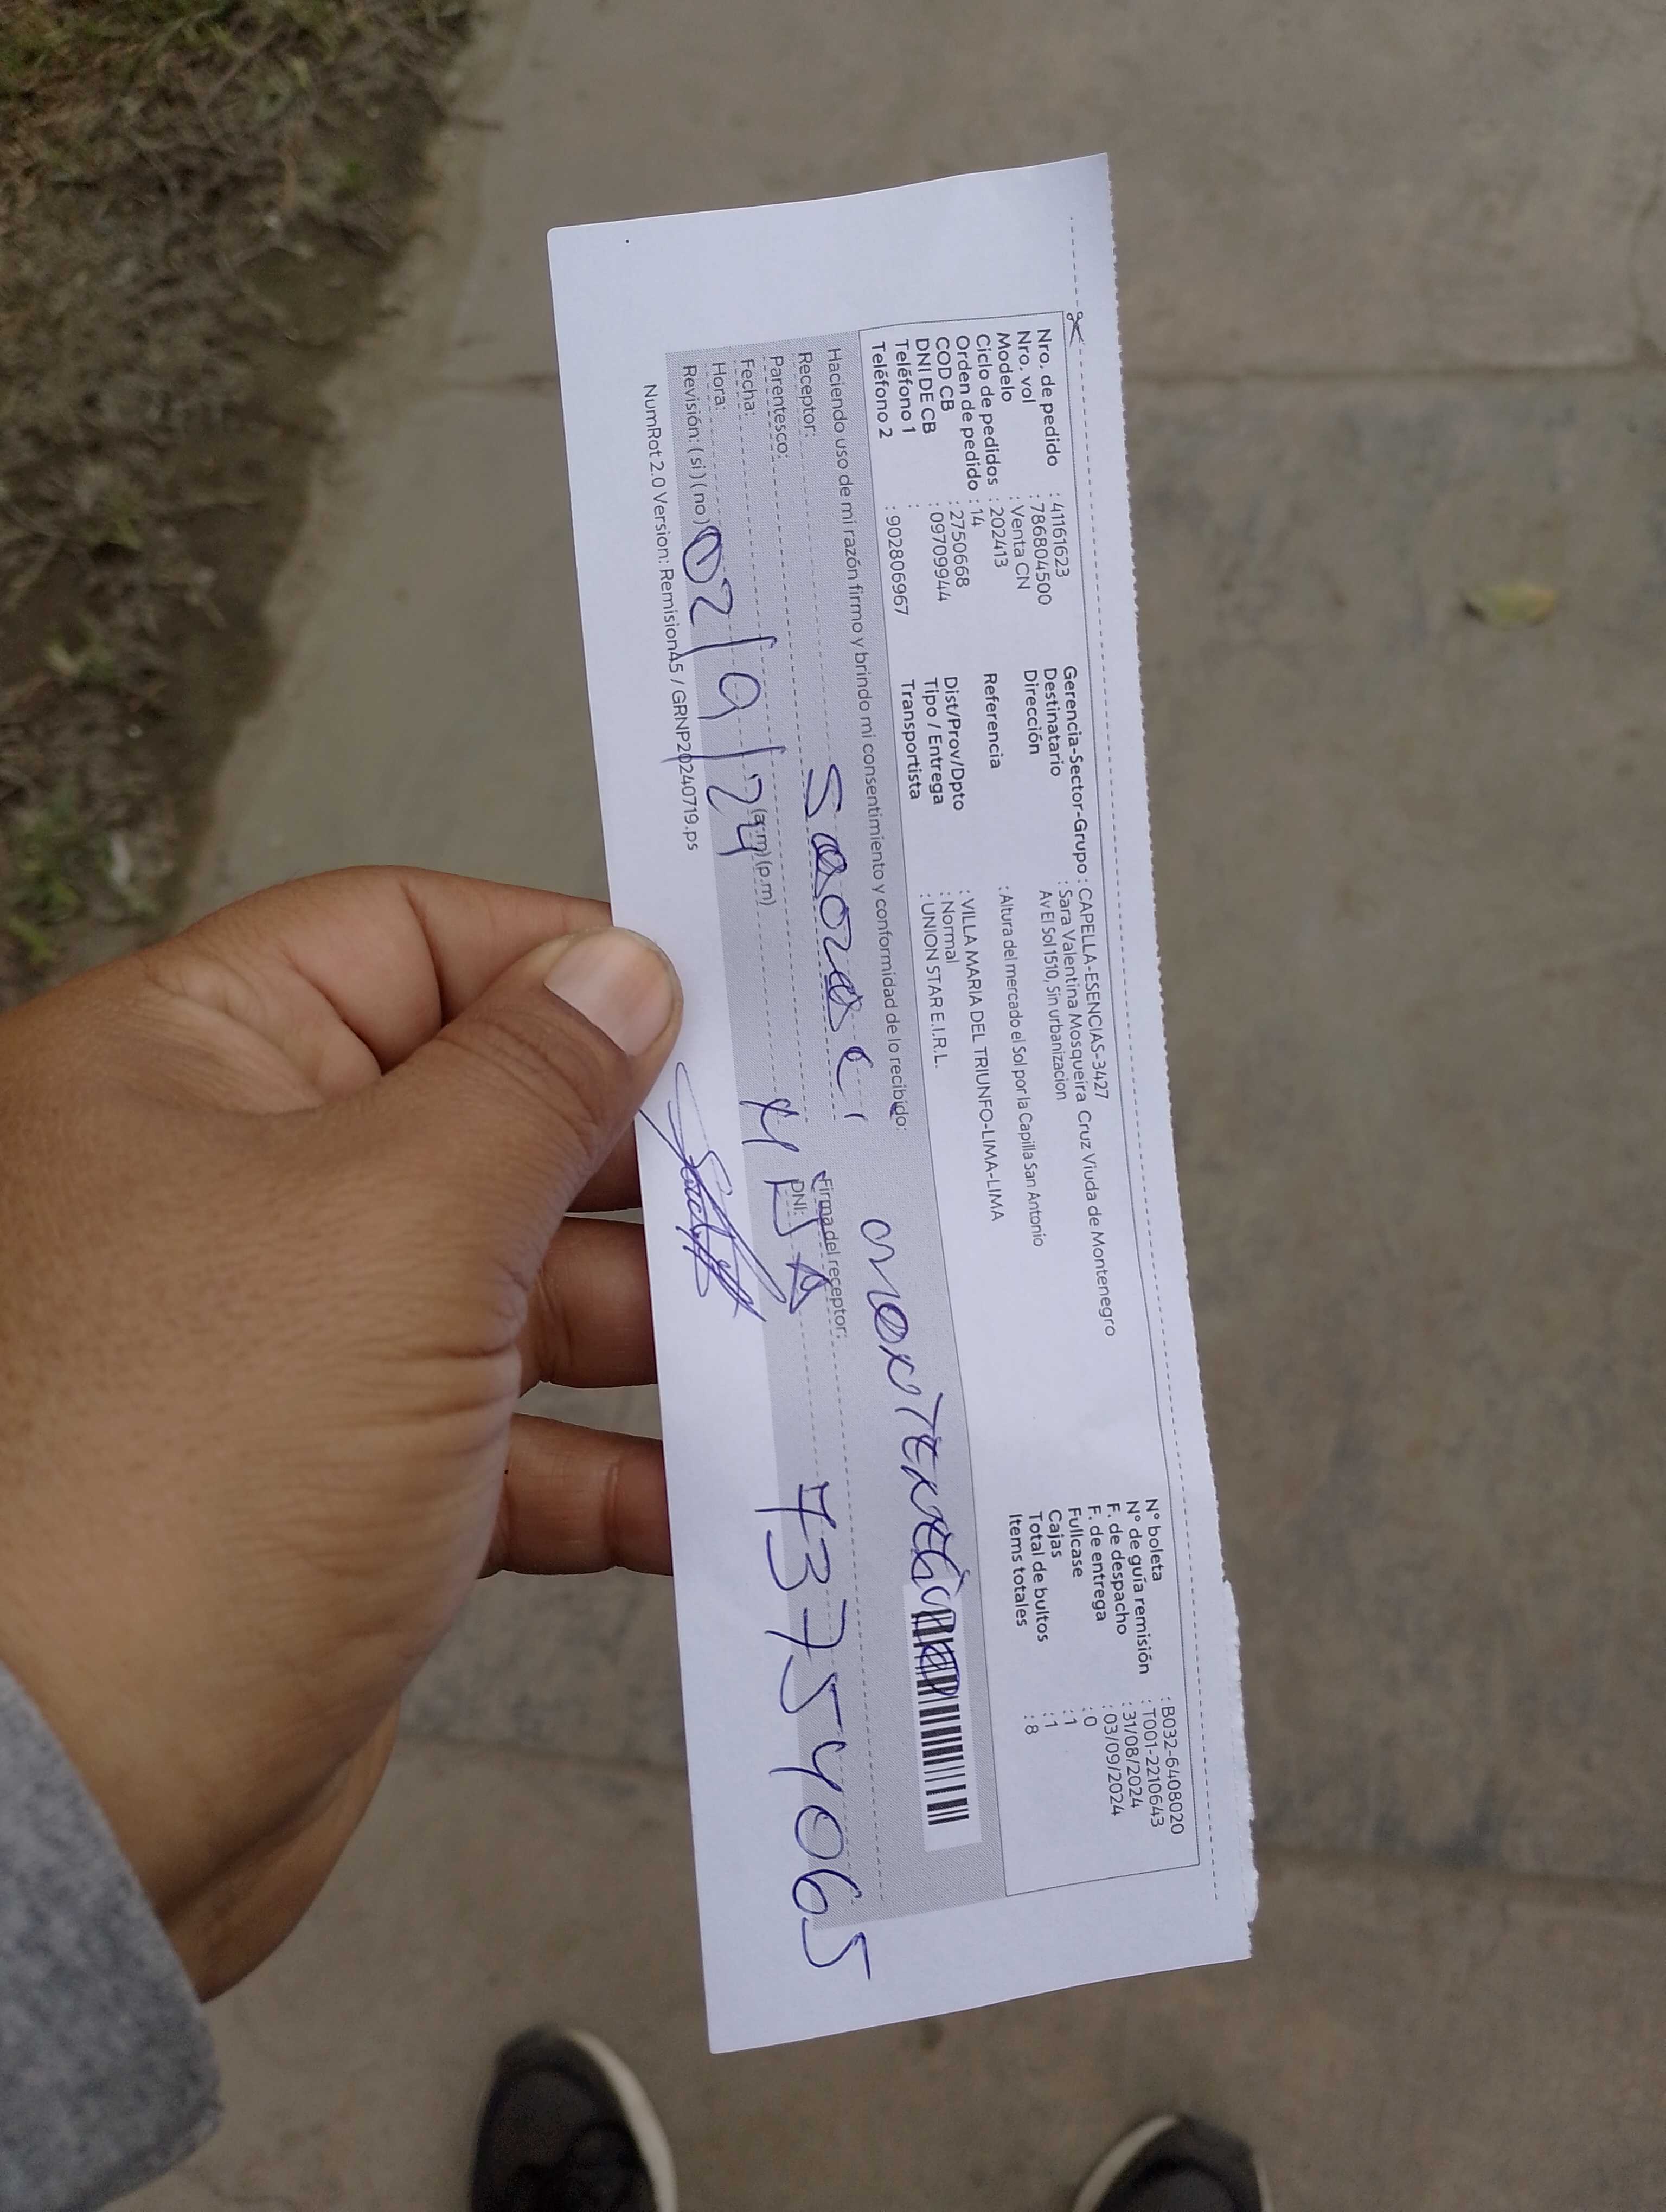 Nro. de pedido : 41161623
Nro. vol : 786804500
Modelo : Venta CN
Ciclo de pedidos : 202413
Orden de pedido : 14
COD CB : 2750668
DNI DE CB : 09709944
Teléfono 1 :
Teléfono 2 : 902806967
Gerencia-Sector-Grupo : CAPELLA-ESENCIAS-3427
Destinatario : Sara Valentina Mosqueira Cruz Viuda de Montenegro
Dirección Av El Sol 1510, Sin urbanizacion
Referencia : Altura del mercado el Sol por la Capilla San Antonio
Dist/Prov/Dpto : VILLA MARIA DEL TRIUNFO-LIMA-LIMA
Tipo / Entrega : Normal
Transportista : UNION STAR E.I.R.L.
N° boleta : B032-6408020
N° de guía remisión : T001-2210643
F. de despacho : 31/08/2024
F. de entrega : 03/09/2024
Fullcase : 0
Cajas : 1
Total de bultos : 1
Items totales : 8
Haciendo uso de mi razón firmo y brindo mi consentimiento y conformidad de lo recibido:
Receptor:
Parentesco:
Fecha:
Hora: (a.m) (p.m)
Revisión: (si) (no)
02/9/24
Firma del receptor:
DNI:
73754065
NumRot 2.0 Version: Remision45 / GRNP20240719.ps